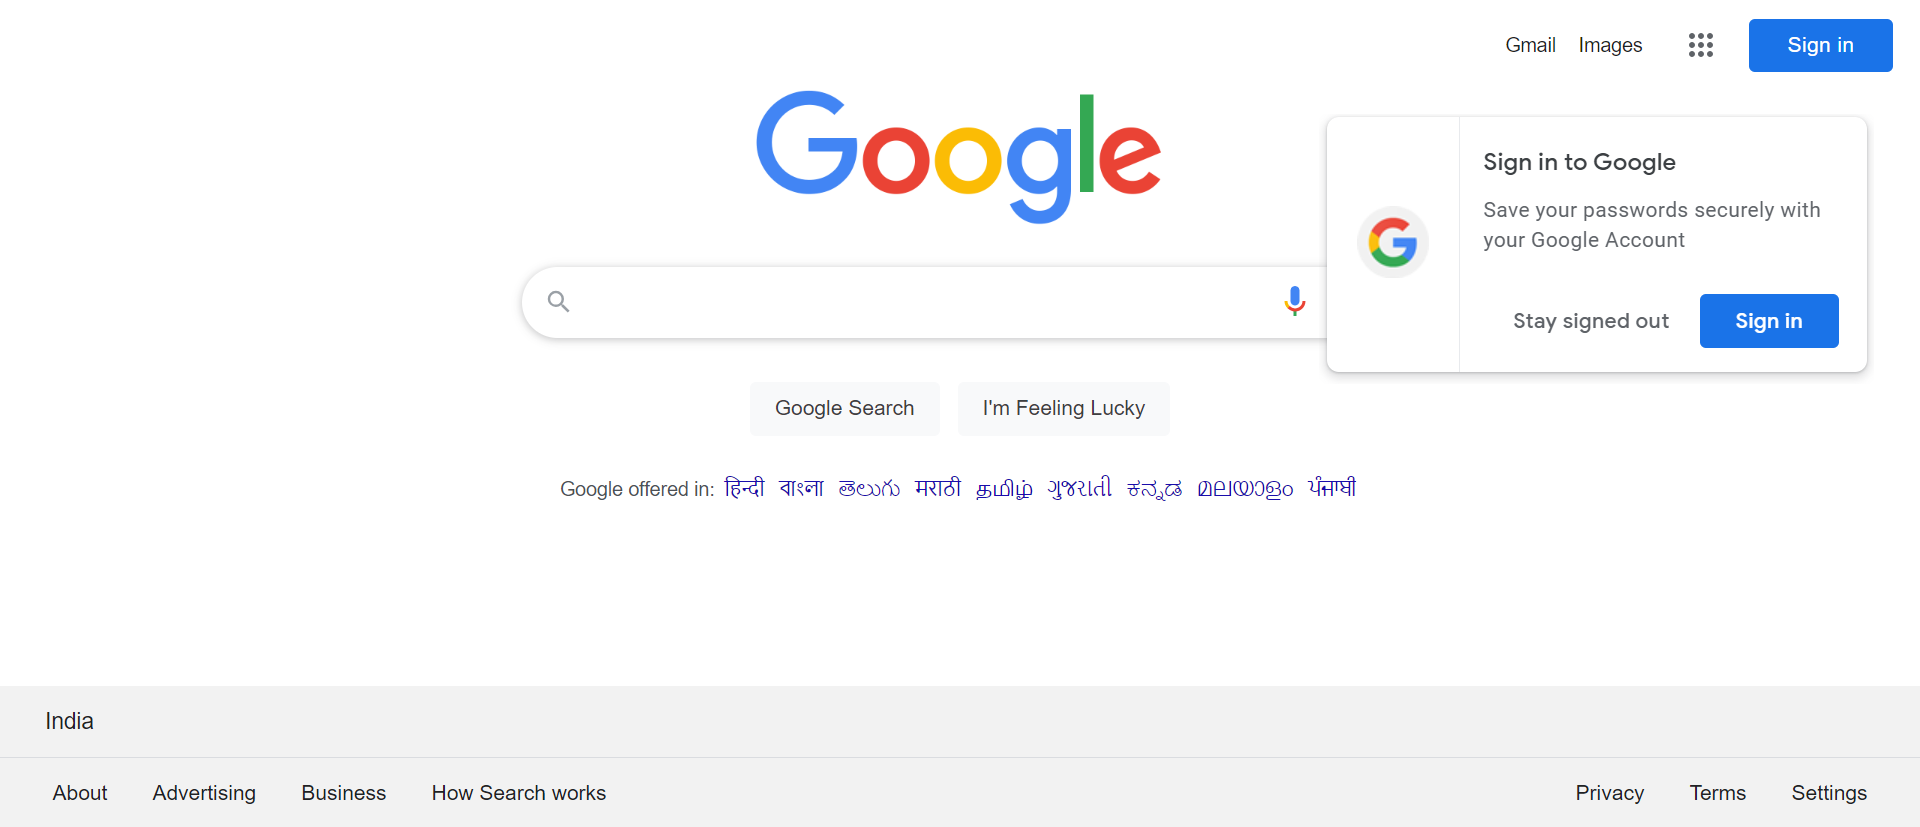 Gmail Images Sign in
Google
Sign in to Google
Save your passwords securely with
your Google Account
Stay signed out Sign in
Google Search I'm Feeling Lucky
Google offered in: हिन्दी বাংলা తెలుగు मराठी தமிழ் ગુજરાતી ಕನ್ನಡ മലയാളം ਪੰਜਾਬੀ
India
About Advertising Business How Search works Privacy Terms Settings